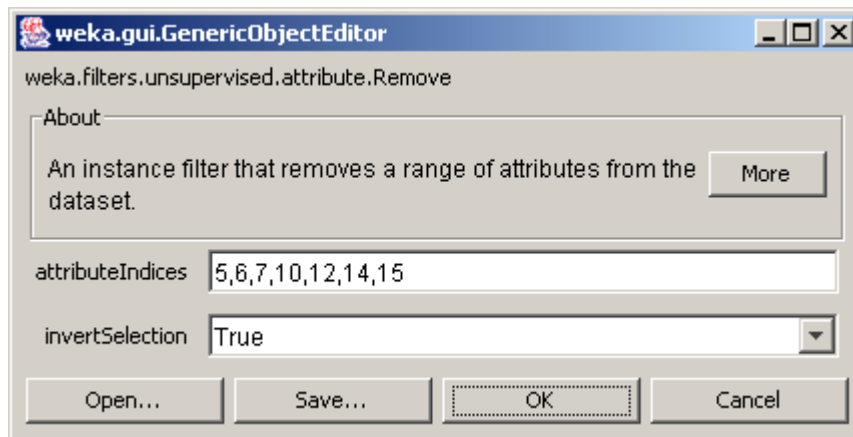 weka.gui.GenericObjectEditor
weka.filters.unsupervised.attribute.Remove
About
An instance filter that removes a range of attributes from the
dataset.
More
attributeIndices 5,6,7,10,12,14,15
invertSelection True
Open... Save... OK Cancel